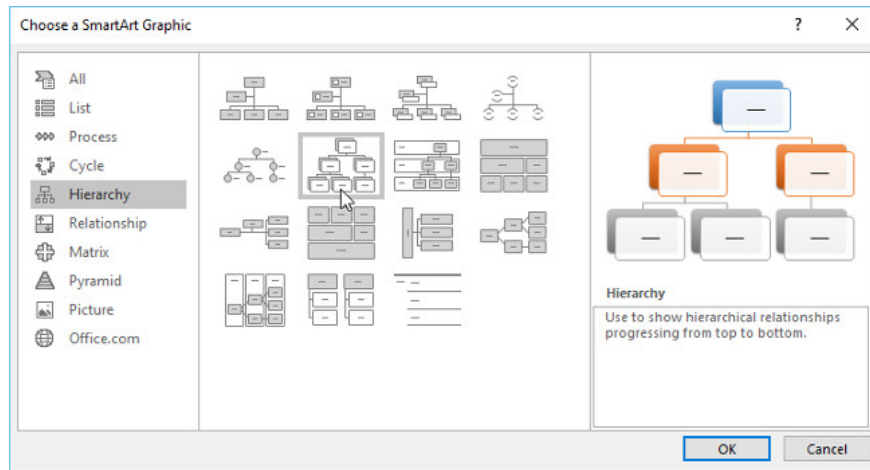 Choose a SmartArt Graphic
?
All
List
Process
Cycle
Hierarchy
Relationship
Matrix
Pyramid
Picture
Office.com
Hierarchy
Use to show hierarchical relationships
progressing from top to bottom.
OK
Cancel